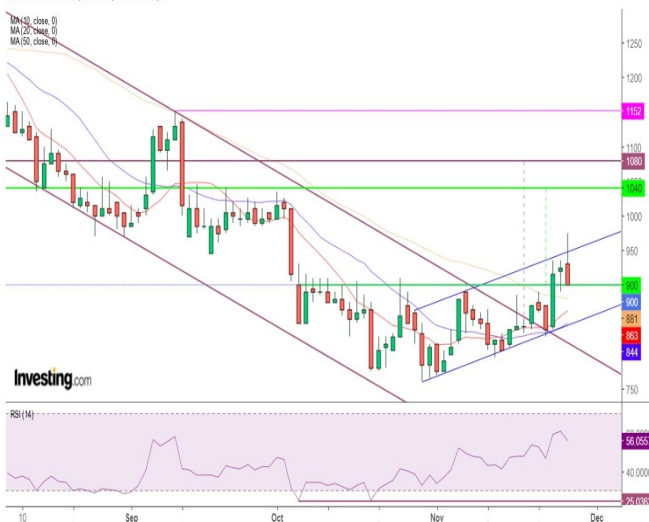 MA (10, close, 0)
MA (20, close, 0)
MA (50, close, 0)
1250
1200
1152
1100
1080
1040
1000
950
900
900
881
863
844
750
Investing.com
RSI (14)
56.055
40.0000
25.0363
10
Sep
Oct
Nov
Dec